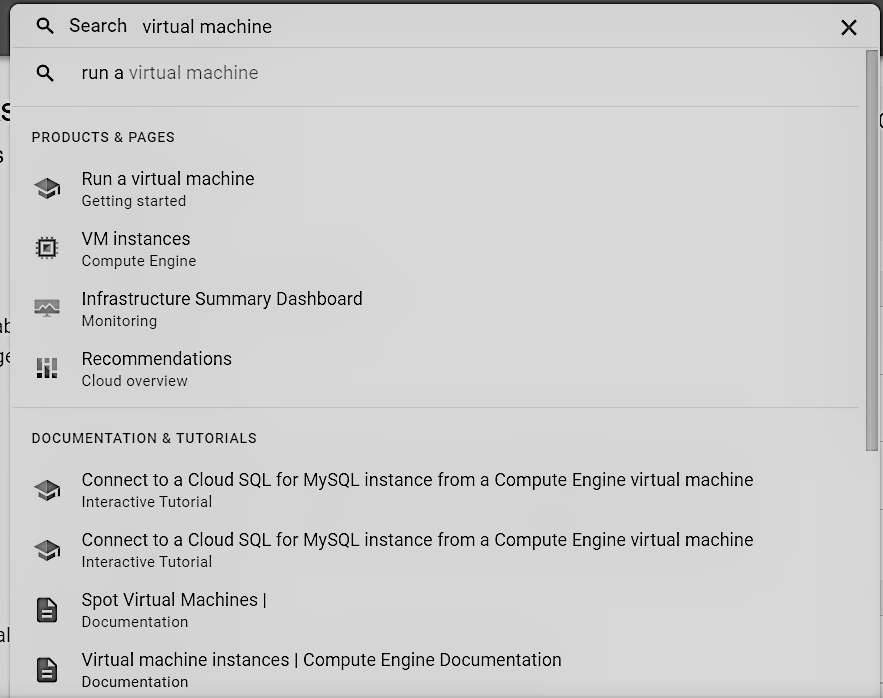 Search virtual machine
run a virtual machine
PRODUCTS & PAGES
Run a virtual machine
Getting started
VM instances
Compute Engine
Infrastructure Summary Dashboard
Monitoring
Recommendations
Cloud overview
DOCUMENTATION & TUTORIALS
Connect to a Cloud SQL for MySQL instance from a Compute Engine virtual machine
Interactive Tutorial
Connect to a Cloud SQL for MySQL instance from a Compute Engine virtual machine
Interactive Tutorial
Spot Virtual Machines |
Documentation
Virtual machine instances | Compute Engine Documentation
Documentation